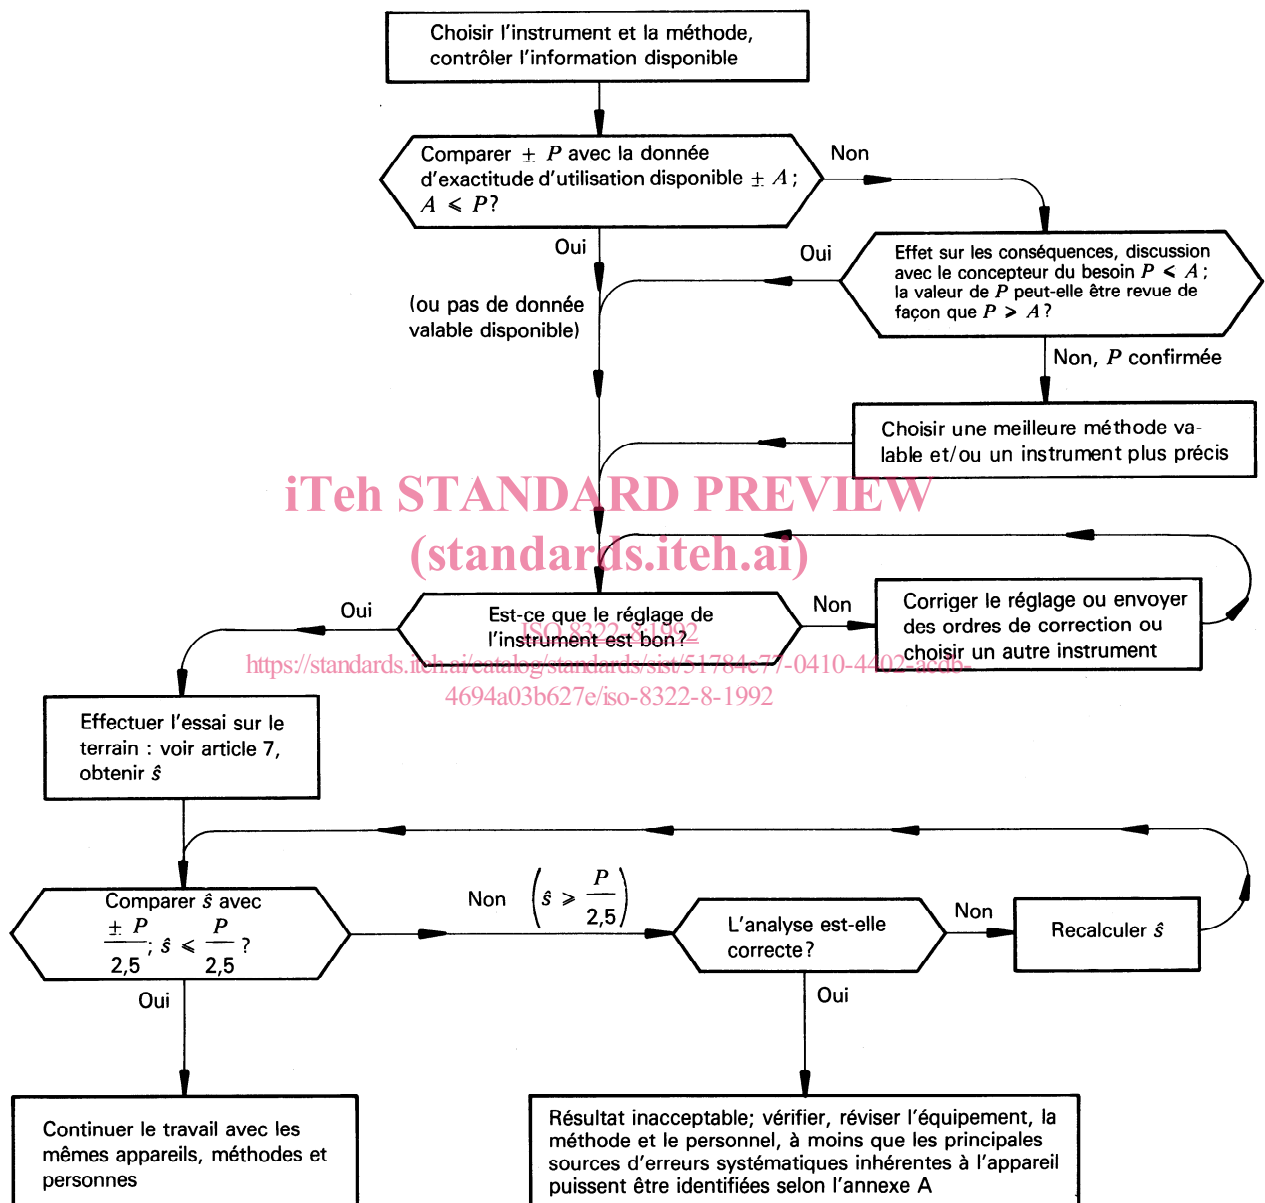 Choisir l'instrument et la méthode,
contrôler l'information disponible
Comparer ± P avec la donnée
d'exactitude d'utilisation disponible ± A ;
A ⩽ P?
Non
Oui
(ou pas de donnée
valable disponible)
Oui
Effet sur les conséquences, discussion
avec le concepteur du besoin P < A ;
la valeur de P peut-elle être revue de
façon que P > A ?
Non, P confirmée
Choisir une meilleure méthode va-
lable et/ou un instrument plus précis
iTeh STANDARD PREVIEW
(standards.iteh.ai)
Oui
Est-ce que le réglage de
l'instrument est bon?
Non
Corriger le réglage ou envoyer
des ordres de correction ou
choisir un autre instrument
ISO 8322-8:1992
https://standards.iteh.ai/catalog/standards/sist/51784c77-0410-4402-acdb-
4694a03b627e/iso-8322-8-1992
Effectuer l'essai sur le
terrain : voir article 7,
obtenir ŝ
Comparer ŝ avec
± P/2,5; ŝ ⩽ P/2,5 ?
Non (ŝ ⩾ P/2,5)
L'analyse est-elle
correcte?
Non
Recalculer ŝ
Oui
Oui
Continuer le travail avec les
mêmes appareils, méthodes et
personnes
Résultat inacceptable; vérifier, réviser l'équipement, la
méthode et le personnel, à moins que les principales
sources d'erreurs systématiques inhérentes à l'appareil
puissent être identifiées selon l'annexe A